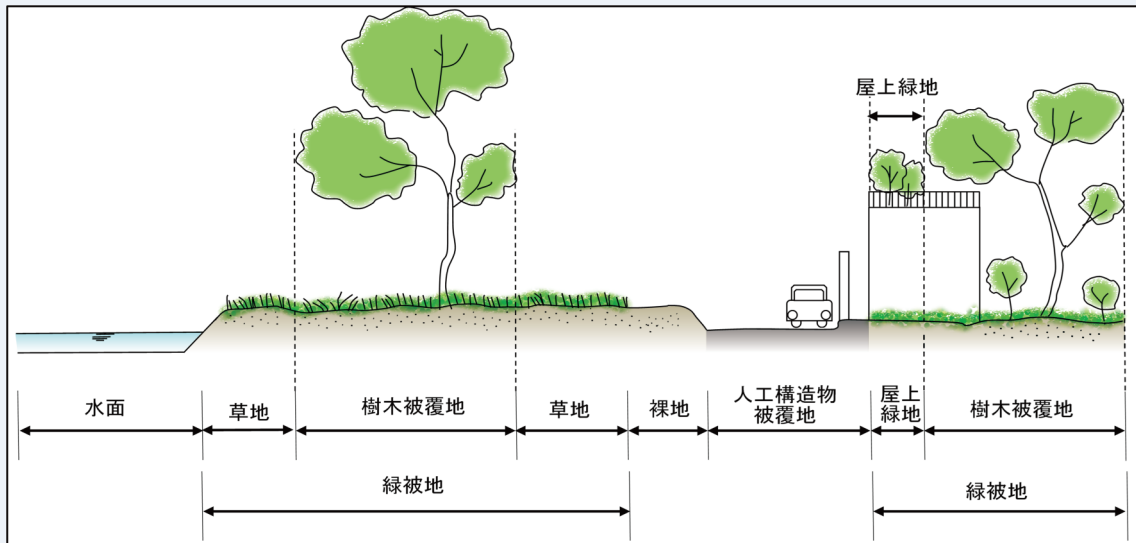 屋上緑地
水面
草地
樹木被覆地
草地
裸地
人工構造物
被覆地
屋上
緑地
樹木被覆地
緑被地
緑被地